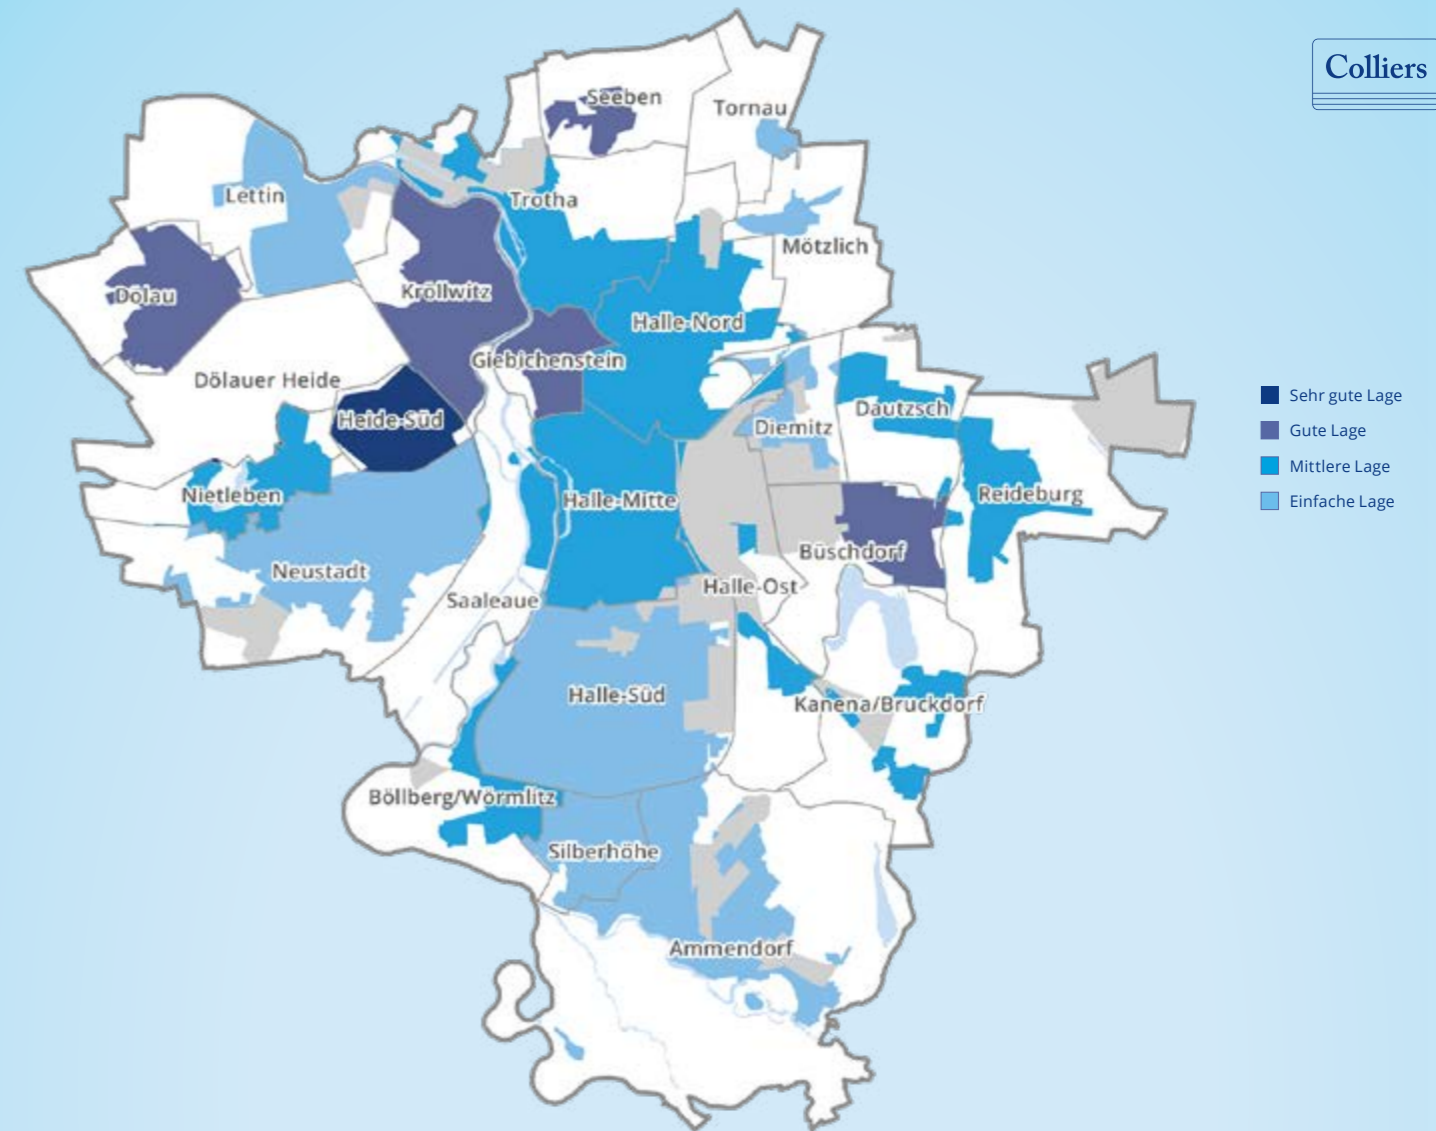 Colliers
Seeben
Tornau
Lettin
Trotha
Mötzlich
Dölau
Kröllwitz
Halle-Nord
Giebichenstein
Dölauer Heide
Heide-Süd
Dautzsch
Diemitz
Nietleben
Halle-Mitte
Reideburg
Büschdorf
Neustadt
Saaleaue
Halle-Ost
Halle-Süd
Kanena/Bruckdorf
Böllberg/Wörmlitz
Silberhöhe
Ammendorf
Sehr gute Lage
Gute Lage
Mittlere Lage
Einfache Lage